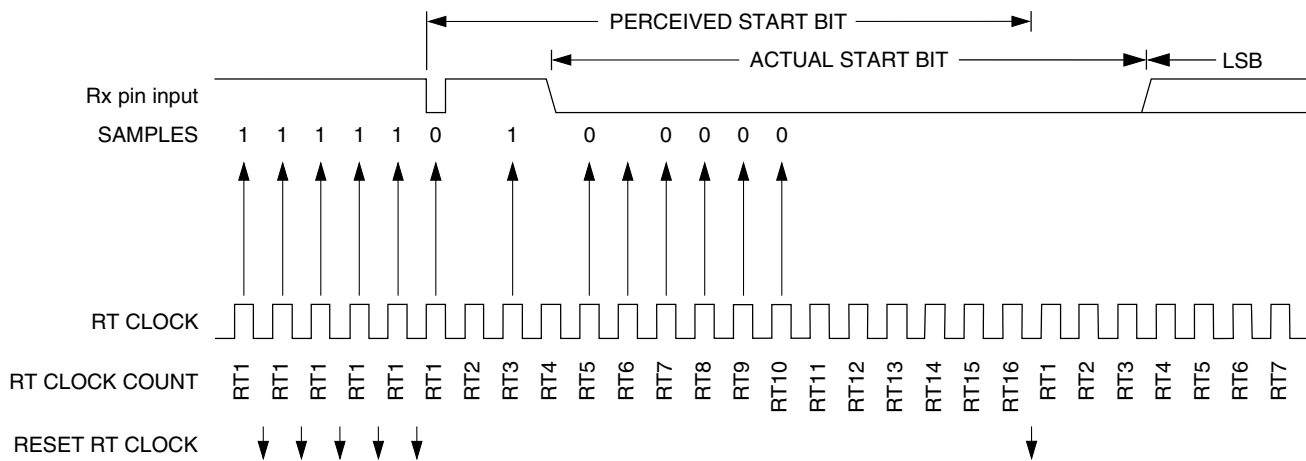 PERCEIVED START BIT
ACTUAL START BIT
LSB
Rx pin input
SAMPLES 1 1 1 1 1 0 1 0 0 0 0 0
RT CLOCK
RT CLOCK COUNT RT1 RT1 RT1 RT1 RT1 RT1 RT2 RT3 RT4 RT5 RT6 RT7 RT8 RT9 RT10 RT11 RT12 RT13 RT14 RT15 RT16 RT1 RT2 RT3 RT4 RT5 RT6 RT7
RESET RT CLOCK